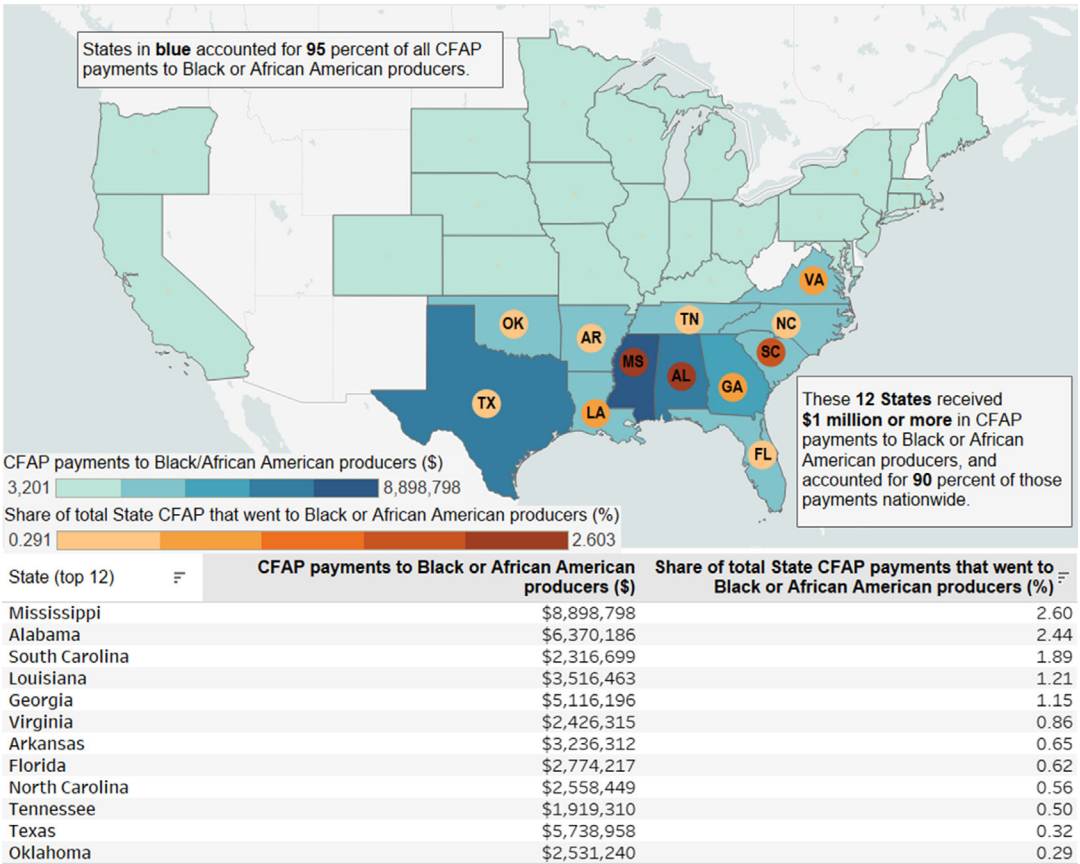 States in blue accounted for 95 percent of all CFAP
payments to Black or African American producers.
VA
OK
TN
NC
AR
SC
MS
AL
GA
TX
LA
FL
These 12 States received
$1 million or more in CFAP
payments to Black or African
American producers, and
accounted for 90 percent of those
payments nationwide.
CFAP payments to Black/African American producers ($)
3,201 8,898,798
Share of total State CFAP that went to Black or African American producers (%)
0.291 2.603
State (top 12) CFAP payments to Black or African American producers ($) Share of total State CFAP payments that went to Black or African American producers (%)
Mississippi $8,898,798 2.60
Alabama $6,370,186 2.44
South Carolina $2,316,699 1.89
Louisiana $3,516,463 1.21
Georgia $5,116,196 1.15
Virginia $2,426,315 0.86
Arkansas $3,236,312 0.65
Florida $2,774,217 0.62
North Carolina $2,558,449 0.56
Tennessee $1,919,310 0.50
Texas $5,738,958 0.32
Oklahoma $2,531,240 0.29